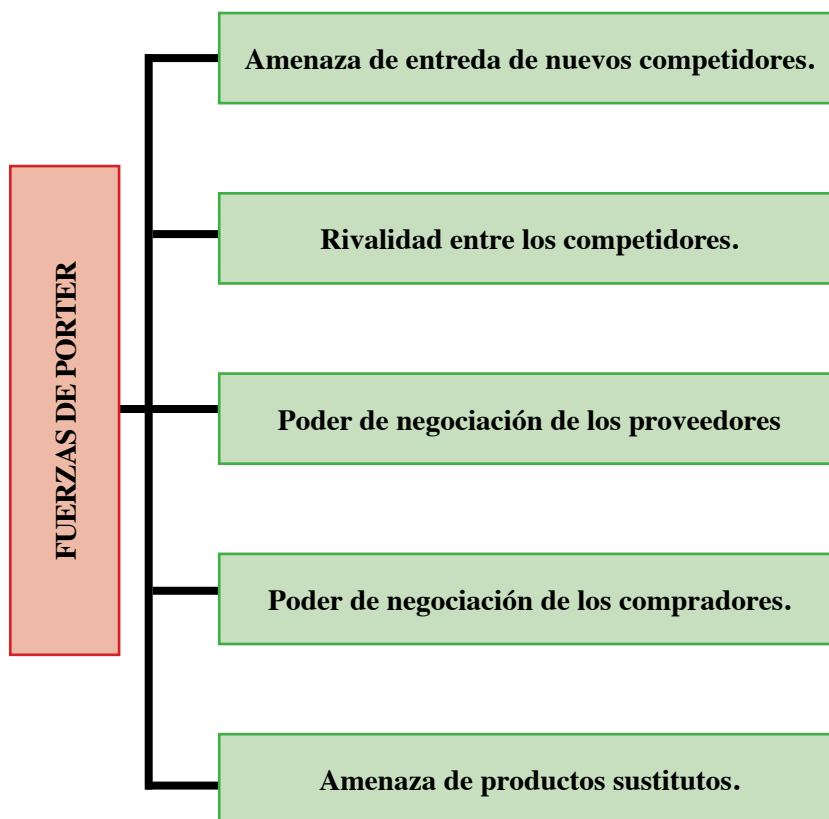 FUERZAS DE PORTER
Amenaza de entreda de nuevos competidores.
Rivalidad entre los competidores.
Poder de negociación de los proveedores
Poder de negociación de los compradores.
Amenaza de productos sustitutos.